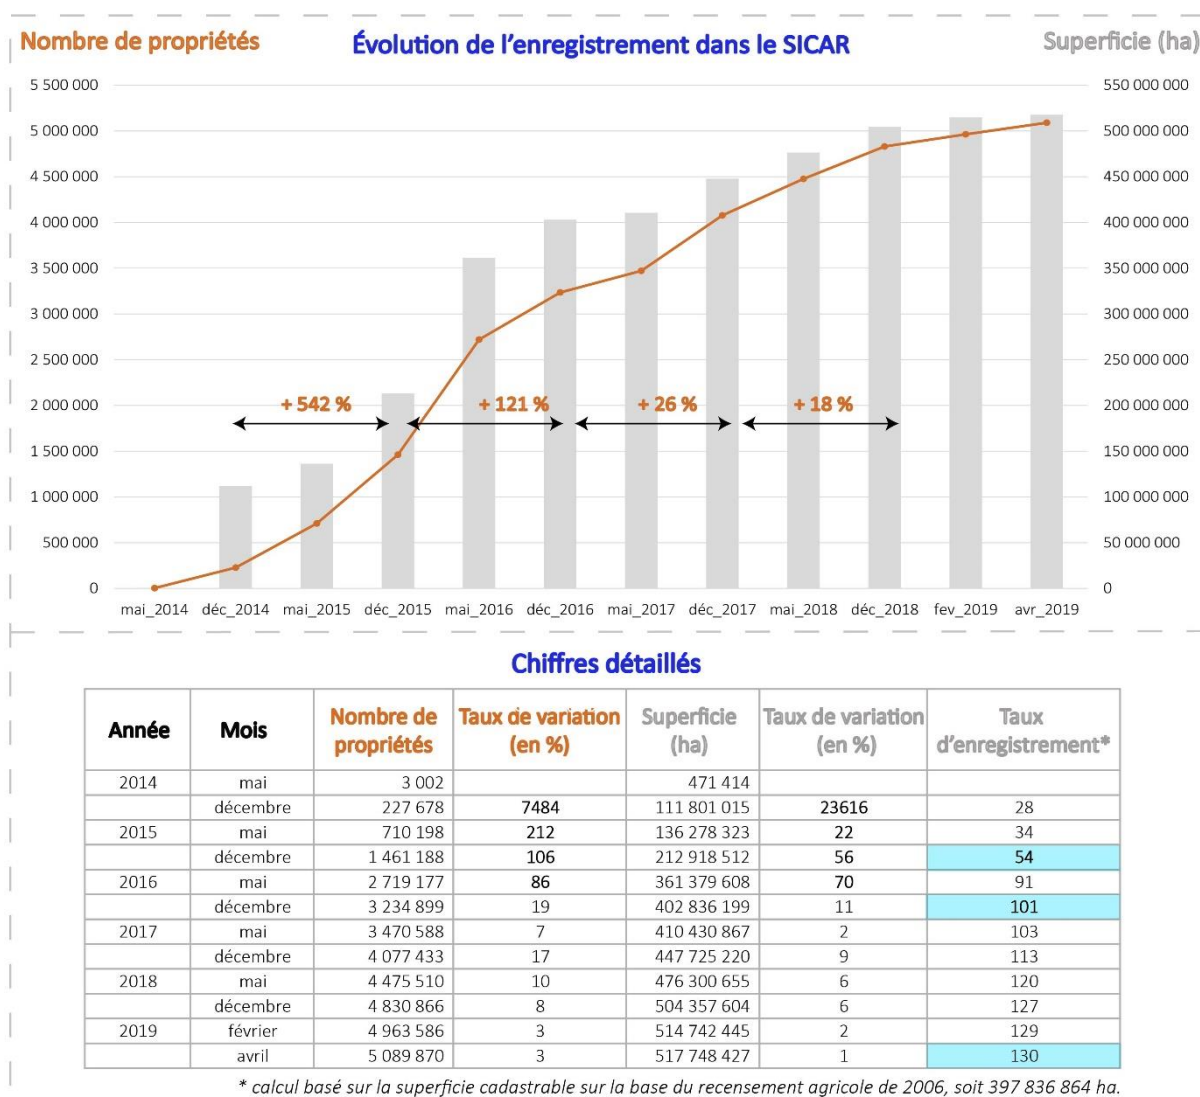 Nombre de propriétés
Évolution de l'enregistrement dans le SICAR
Superficie (ha)
5 500 000
550 000 000
5 000 000
500 000 000
4 500 000
450 000 000
4 000 000
400 000 000
3 500 000
350 000 000
3 000 000
300 000 000
2 500 000
250 000 000
2 000 000
200 000 000
1 500 000
150 000 000
1 000 000
100 000 000
500 000
50 000 000
0
0
+ 542 %
+ 121 %
+ 26 %
+ 18 %
mai_2014 déc_2014 mai_2015 déc_2015 mai_2016 déc_2016 mai_2017 déc_2017 mai_2018 déc_2018 fev_2019 avr_2019
Chiffres détaillés
Année Mois Nombre de propriétés Taux de variation (en %) Superficie (ha) Taux de variation (en %) Taux d'enregistrement*
2014 mai 3 002 471 414
décembre 227 678 7484 111 801 015 23616 28
2015 mai 710 198 212 136 278 323 22 34
décembre 1 461 188 106 212 918 512 56 54
2016 mai 2 719 177 86 361 379 608 70 91
décembre 3 234 899 19 402 836 199 11 101
2017 mai 3 470 588 7 410 430 867 2 103
décembre 4 077 433 17 447 725 220 9 113
2018 mai 4 475 510 10 476 300 655 6 120
décembre 4 830 866 8 504 357 604 6 127
2019 février 4 963 586 3 514 742 445 2 129
avril 5 089 870 3 517 748 427 1 130
* calcul basé sur la superficie cadastrable sur la base du recensement agricole de 2006, soit 397 836 864 ha.